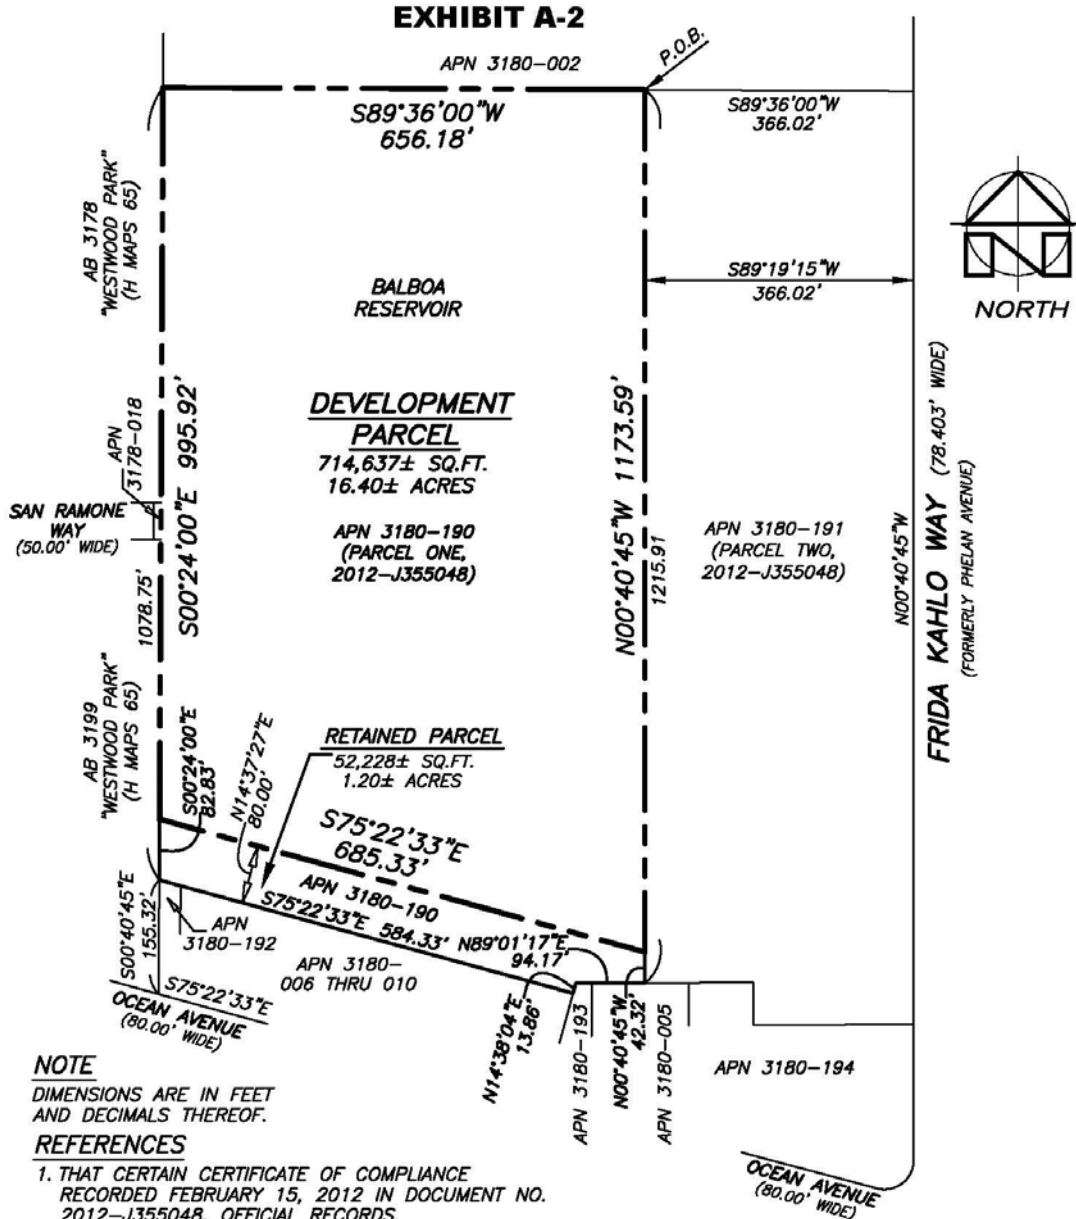 EXHIBIT A-2
APN 3180-002
P.O.B.
S89°36'00"W
656.18'
S89°36'00"W
366.02'
AB 3178
"WESTWOOD PARK"
(H MAPS 65)
BALBOA
RESERVOIR
S89°19'15"W
366.02'
NORTH
DEVELOPMENT
PARCEL
714,637± SQ.FT.
16.40± ACRES
APN 3180-190
(PARCEL ONE,
2012-J355048)
APN
3178-018
SAN RAMONE
WAY
(50.00' WIDE)
S00°24'00"E 995.92'
1078.75'
N00°40'45"W 1173.59'
1215.91
APN 3180-191
(PARCEL TWO,
2012-J355048)
N00°40'45"W
FRIDA KAHLO WAY (78.403' WIDE)
(FORMERLY PHELAN AVENUE)
AB 3199
"WESTWOOD PARK"
(H MAPS 65)
S00°24'00"E
82.83'
N14°37'27"E
80.00'
RETAINED PARCEL
52,228± SQ.FT.
1.20± ACRES
S75°22'33"E
685.33'
APN 3180-190
S75°22'33"E 584.33'
N89°01'17"E
94.17'
S00°40'45"E
155.32'
APN
3180-192
APN 3180-
006 THRU 010
S75°22'33"E
OCEAN AVENUE
(80.00' WIDE)
N14°38'04"E
13.86'
APN 3180-193
N00°40'45"W
42.32'
APN 3180-005
APN 3180-194
OCEAN AVENUE
(80.00' WIDE)
NOTE
DIMENSIONS ARE IN FEET
AND DECIMALS THEREOF.
REFERENCES
1. THAT CERTAIN CERTIFICATE OF COMPLIANCE
RECORDED FEBRUARY 15, 2012 IN DOCUMENT NO.
2012-J355048, OFFICIAL RECORDS.